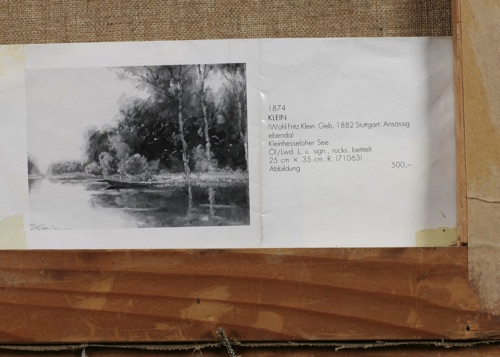 1874
KLEIN
(Wohl Fritz Klein. Geb. 1882 Stuttgart. Ansässig
ebenda)
Kleinhesseloher See.
Öl/Lwd. L. u. sign., rücks. betitelt.
25 cm × 35 cm. R. (71063)
Abbildung 500,–